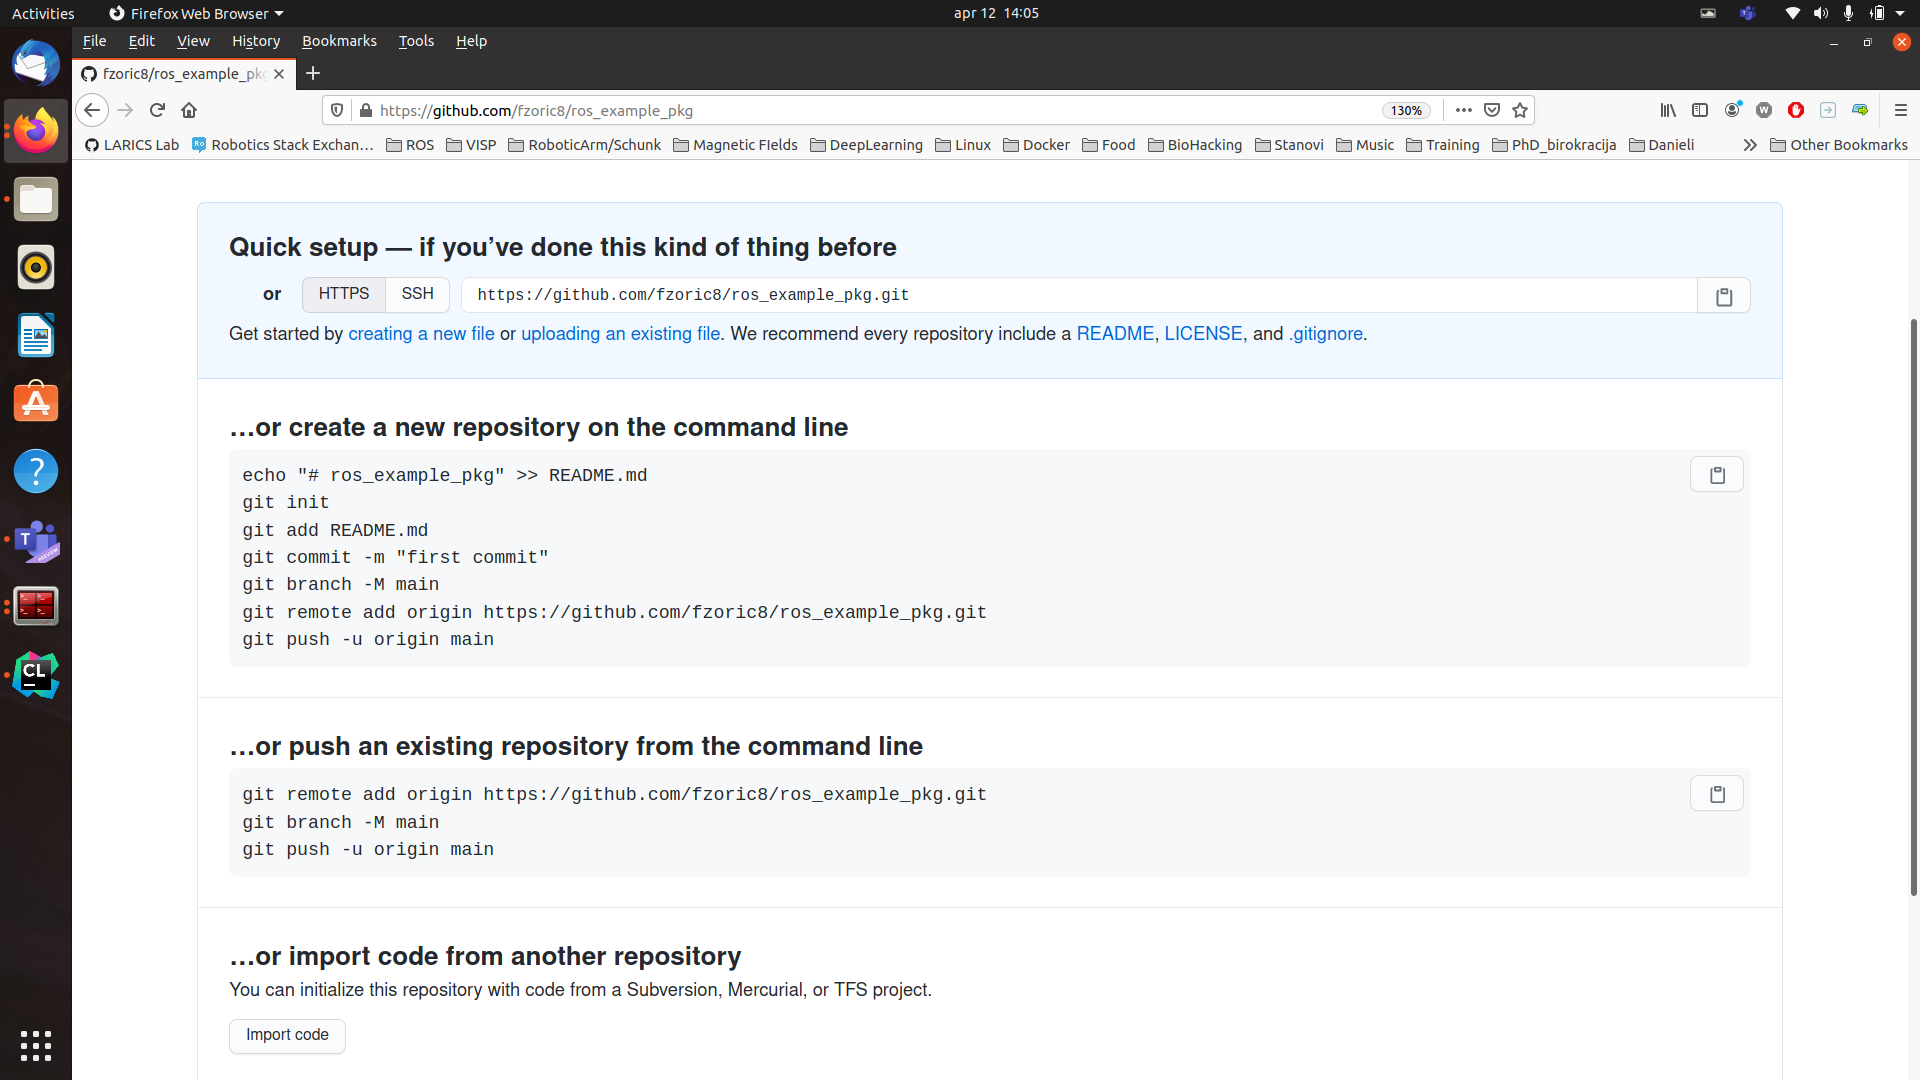 Activities Firefox Web Browser apr 12 14:05
File Edit View History Bookmarks Tools Help
fzoric8/ros_example_pkg
https://github.com/fzoric8/ros_example_pkg 130%
LARICS Lab Robotics Stack Exchan… ROS VISP RoboticArm/Schunk Magnetic FIelds DeepLearning Linux Docker Food BioHacking Stanovi Music Training PhD_birokracija Danieli Other Bookmarks
Quick setup — if you’ve done this kind of thing before
or HTTPS SSH https://github.com/fzoric8/ros_example_pkg.git
Get started by creating a new file or uploading an existing file. We recommend every repository include a README, LICENSE, and .gitignore.
…or create a new repository on the command line
echo "# ros_example_pkg" >> README.md
git init
git add README.md
git commit -m "first commit"
git branch -M main
git remote add origin https://github.com/fzoric8/ros_example_pkg.git
git push -u origin main
…or push an existing repository from the command line
git remote add origin https://github.com/fzoric8/ros_example_pkg.git
git branch -M main
git push -u origin main
…or import code from another repository
You can initialize this repository with code from a Subversion, Mercurial, or TFS project.
Import code